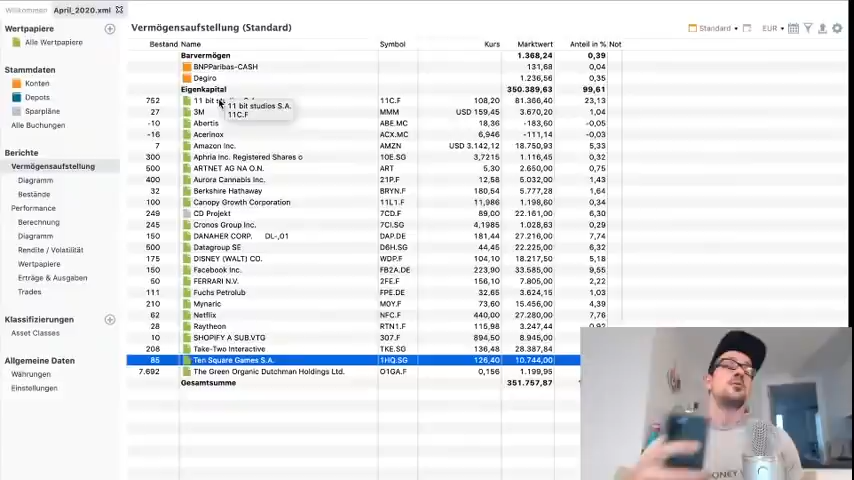 Willkommen April_2020.xml
Wertpapiere
Alle Wertpapiere
Stammdaten
Konten
Depots
Sparpläne
Alle Buchungen
Berichte
Vermögensaufstellung
Diagramm
Bestände
Performance
Berechnung
Diagramm
Rendite / Volatilität
Wertpapiere
Erträge & Ausgaben
Trades
Klassifizierungen
Asset Classes
Allgemeine Daten
Währungen
Einstellungen
Vermögensaufstellung (Standard)
Standard EUR
Bestand Name Symbol Kurs Marktwert Anteil in % Not
Barvermögen 1.368,24 0,39
BNPParibas-CASH 131,68 0,04
Degiro 1.236,56 0,35
Eigenkapital 350.389,63 99,61
752 11 bit 11C.F 108,20 81.366,40 23,13
11 bit studios S.A.
11C.F
27 3M MMM USD 159,45 3.670,20 1,04
-10 Abertis ABE.MC 18,36 -183,60 -0,05
-16 Acerinox ACX.MC 6,946 -111,14 -0,03
7 Amazon Inc. AMZN USD 3.142,12 18.750,93 5,33
300 Aphria Inc. Registered Shares o 10E.SG 3,7215 1.116,45 0,32
500 ARTNET AG NA O.N. ART 5,30 2.650,00 0,75
400 Aurora Cannabis Inc. 21P.F 12,58 5.032,00 1,43
32 Berkshire Hathaway BRYN.F 180,54 5.777,28 1,64
100 Canopy Growth Corporation 11L1.F 11,986 1.198,60 0,34
249 CD Projekt 7CD.F 89,00 22.161,00 6,30
245 Cronos Group Inc. 7CI.SG 4,1985 1.028,63 0,29
150 DANAHER CORP. DL-,01 DAP.DE 181,44 27.216,00 7,74
500 Datagroup SE D6H.SG 44,45 22.225,00 6,32
175 DISNEY (WALT) CO. WDP.F 104,10 18.217,50 5,18
150 Facebook Inc. FB2A.DE 223,90 33.585,00 9,55
50 FERRARI N.V. 2FE.F 156,10 7.805,00 2,22
111 Fuchs Petrolub FPE.DE 32,65 3.624,15 1,03
210 Mynaric M0Y.F 73,60 15.456,00 4,39
62 Netflix NFC.F 440,00 27.280,00 7,76
28 Raytheon RTN1.F 115,98 3.247,44 0,92
10 SHOPIFY A SUB.VTG 307.F 894,50 8.945,00
208 Take-Two Interactive TKE.SG 136,48 28.387,84
85 Ten Square Games S.A. 1HQ.SG 126,40 10.744,00
7.692 The Green Organic Dutchman Holdings Ltd. O1GA.F 0,156 1.199,95
Gesamtsumme 351.757,87